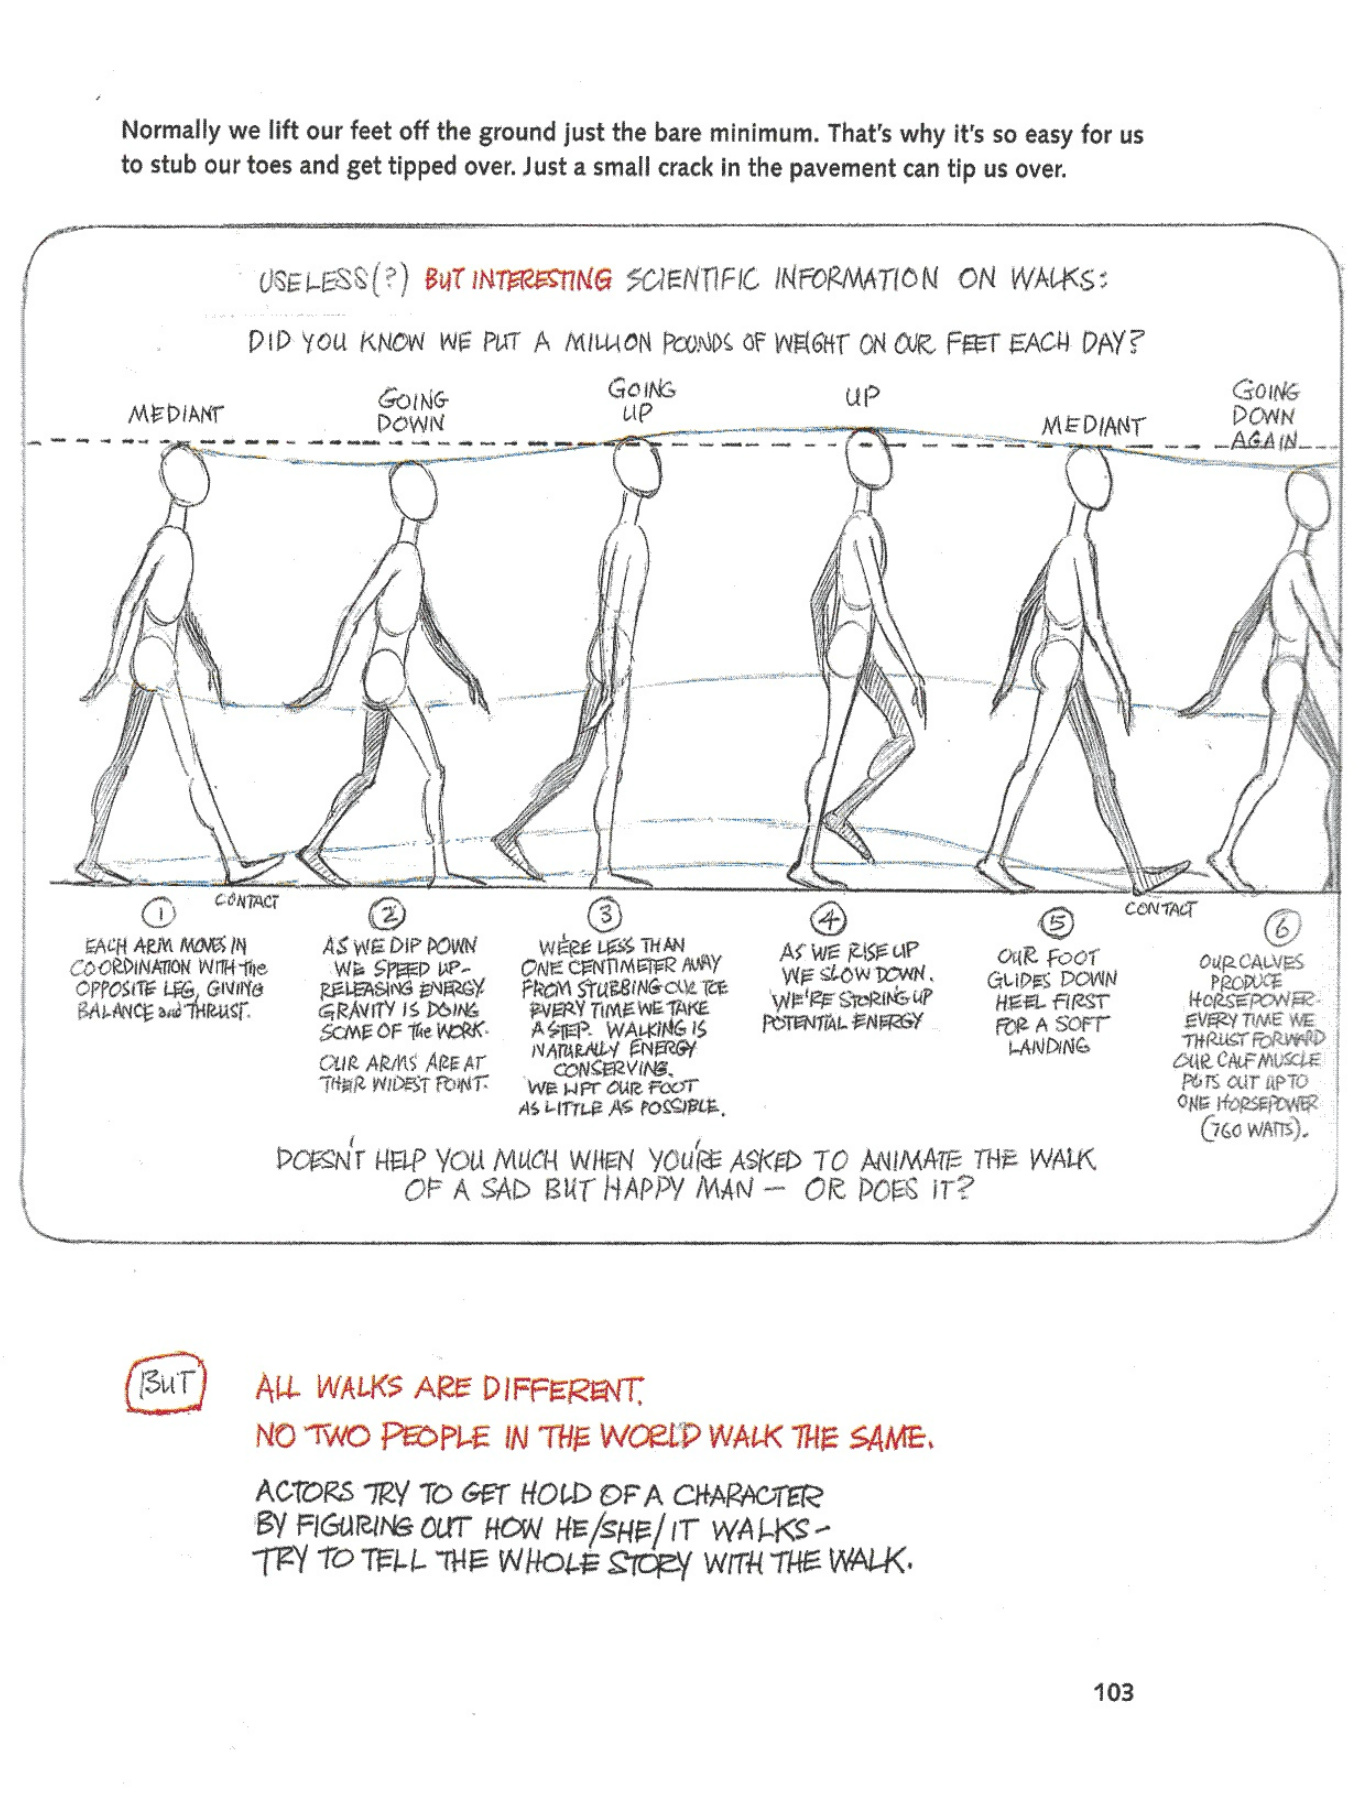 Normally we lift our feet off the ground just the bare minimum. That's why it's so easy for us
to stub our toes and get tipped over. Just a small crack in the pavement can tip us over.
USELESS(?) BUT INTERESTING SCIENTIFIC INFORMATION ON WALKS:
DID YOU KNOW WE PUT A MILLION POUNDS OF WEIGHT ON OUR FEET EACH DAY?
MEDIANT
GOING
DOWN
GOING
UP
UP
MEDIANT
GOING
DOWN
AGAIN
CONTACT
CONTACT
1
EACH ARM MOVES IN
COORDINATION WITH the
OPPOSITE LEG, GIVING
BALANCE and THRUST.
2
AS WE DIP DOWN
WE SPEED UP-
RELEASING ENERGY
GRAVITY IS DOING
SOME OF the WORK.
OUR ARMS ARE AT
THEIR WIDEST POINT.
3
WE'RE LESS THAN
ONE CENTIMETER AWAY
FROM STUBBING OUR TOE
EVERY TIME WE TAKE
A STEP. WALKING IS
NATURALLY ENERGY
CONSERVING.
WE LIFT OUR FOOT
AS LITTLE AS POSSIBLE.
4
AS WE RISE UP
WE SLOW DOWN.
WE'RE STORING UP
POTENTIAL ENERGY
5
OUR FOOT
GLIDES DOWN
HEEL FIRST
FOR A SOFT
LANDING
6
OUR CALVES
PRODUCE
HORSEPOWER-
EVERY TIME WE
THRUST FORWARD
OUR CALF MUSCLE
PUTS OUT UP TO
ONE HORSEPOWER
(760 WATTS).
DOESN'T HELP YOU MUCH WHEN YOU'RE ASKED TO ANIMATE THE WALK
OF A SAD BUT HAPPY MAN - OR DOES IT?
BUT
ALL WALKS ARE DIFFERENT.
NO TWO PEOPLE IN THE WORLD WALK THE SAME.
ACTORS TRY TO GET HOLD OF A CHARACTER
BY FIGURING OUT HOW HE/SHE/IT WALKS-
TRY TO TELL THE WHOLE STORY WITH THE WALK.
103